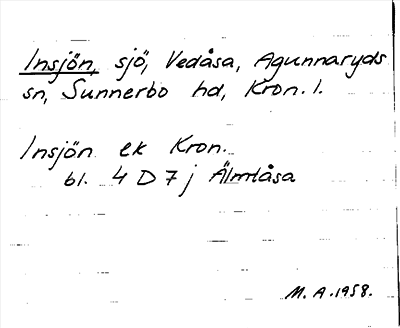 Insjön, sjö, Vedåsa, Agunnaryds
sn, Sunnerbo hd, Kron. l.
Insjön ek Kron.
bl. 4 D 7 j Älmtåsa
M. A. 1958.